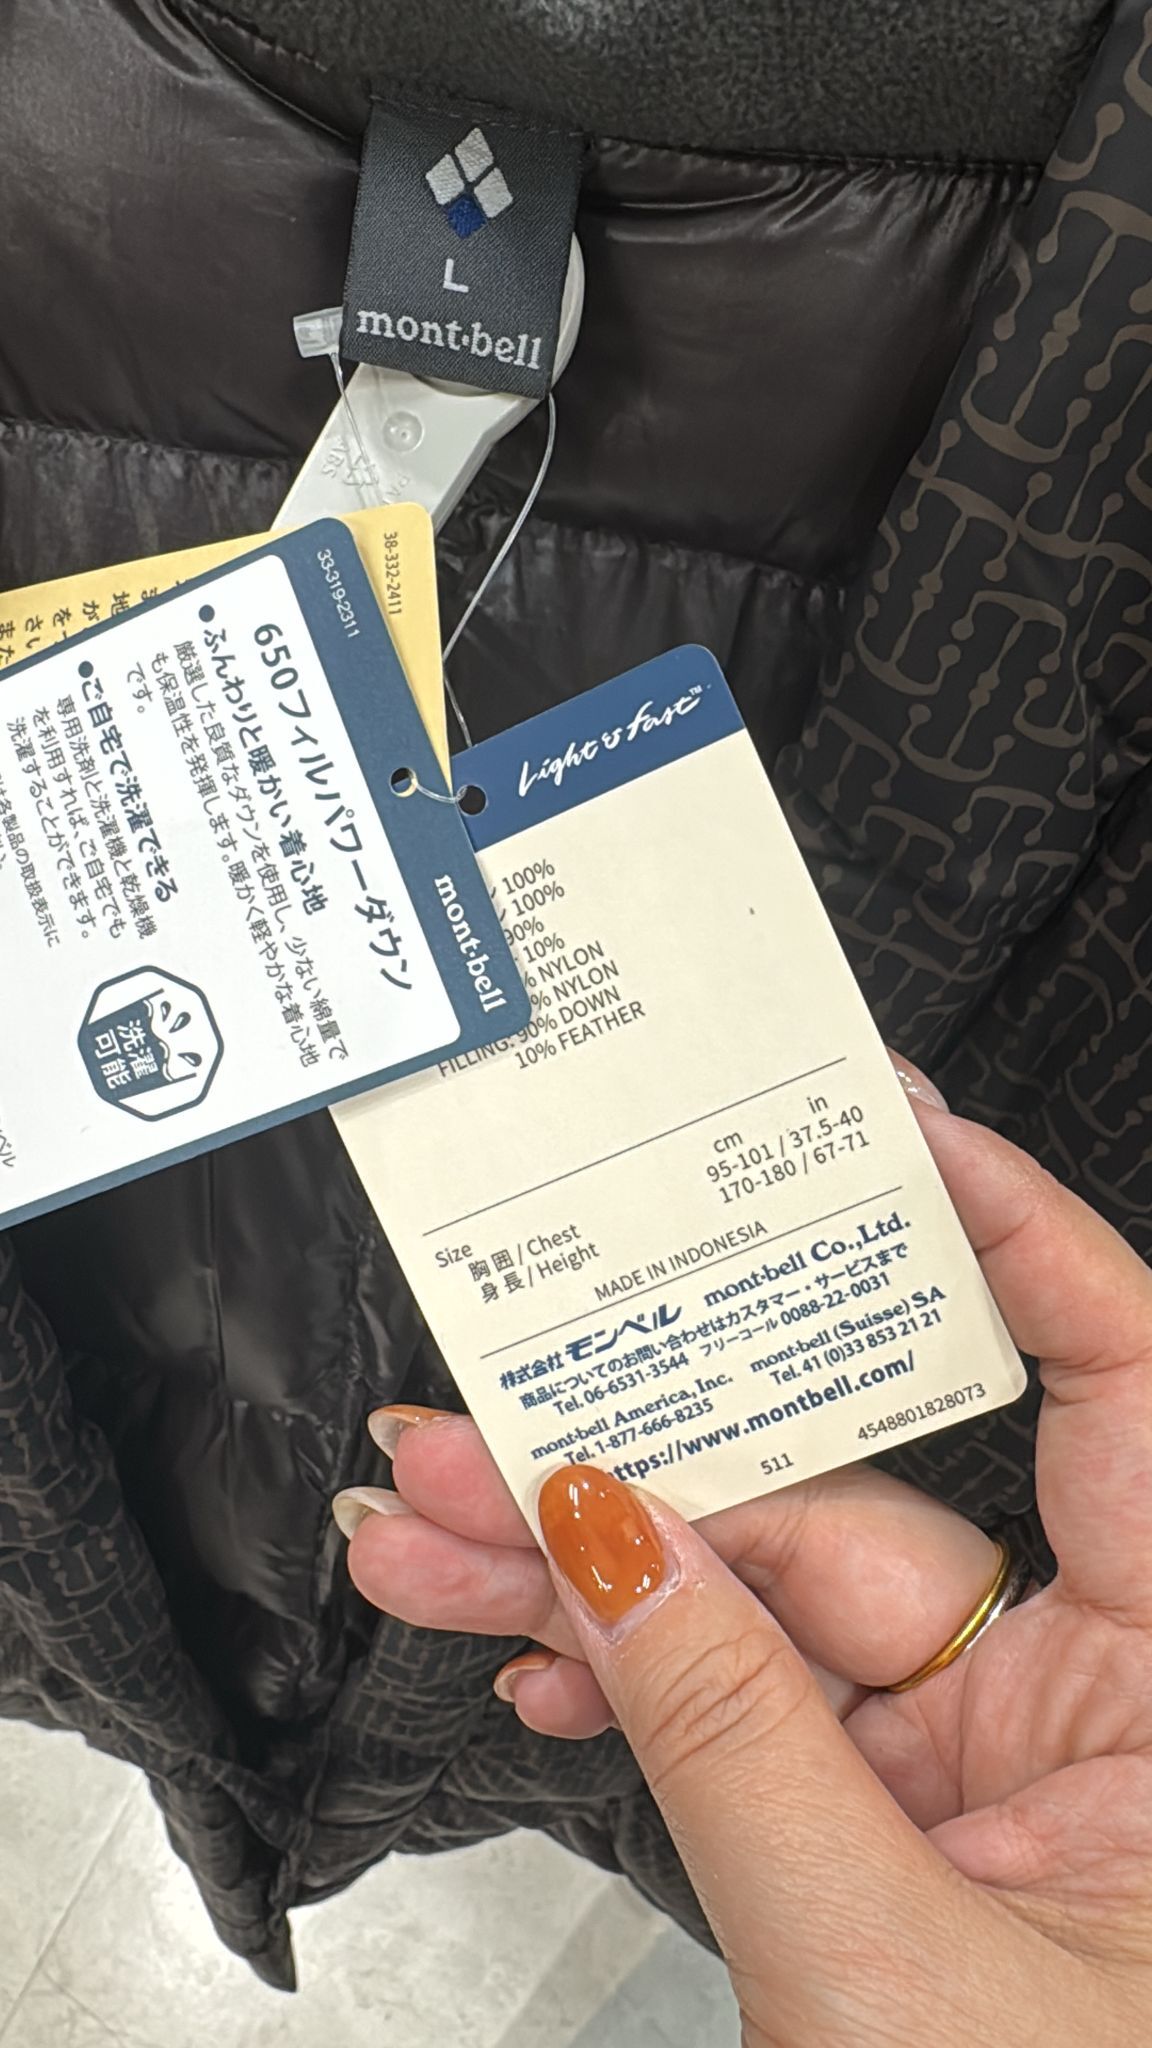 L
mont·bell
38-332-2411
33-319-2311
650フィルパワーダウン
●ふんわりと暖かい着心地
厳選した良質なダウンを使用し、少ない綿量で
も保温性を発揮します。暖かく軽やかな着心地
です。
●ご自宅で洗濯できる
専用洗剤と洗濯機と乾燥機
を利用すれば、ご自宅でも
洗濯することができます。
各製品の取扱表示に
洗濯
可能
mont·bell
Light & Fast™
100%
100%
90%
10%
% NYLON
% NYLON
FILLING: 90% DOWN
10% FEATHER
cm in
Size
胸囲/Chest 95-101 / 37.5-40
身長/Height 170-180 / 67-71
MADE IN INDONESIA
株式会社モンベル mont·bell Co.,Ltd.
商品についてのお問い合わせはカスタマー・サービスまで
Tel. 06-6531-3544 フリーコール 0088-22-0031
mont·bell America, Inc. mont·bell (Suisse) SA
Tel. 1-877-666-8235 Tel. 41 (0)33 853 21 21
ttps://www.montbell.com/
511 4548801828073